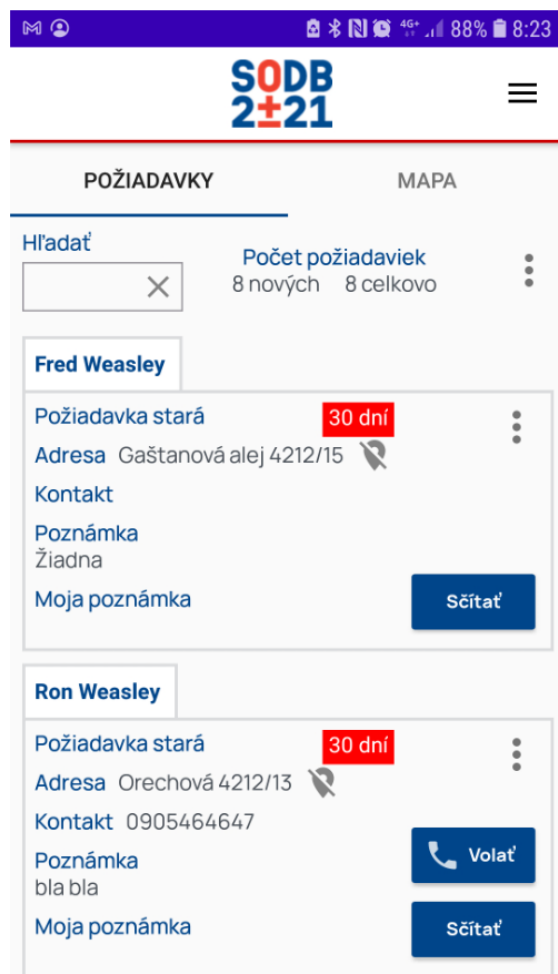 4G+ 88% 8:23
SODB
2±21
POŽIADAVKY MAPA
Hľadať
Počet požiadaviek
8 nových 8 celkovo
Fred Weasley
Požiadavka stará 30 dní
Adresa Gaštanová alej 4212/15
Kontakt
Poznámka
Žiadna
Moja poznámka
Sčítať
Ron Weasley
Požiadavka stará 30 dní
Adresa Orechová 4212/13
Kontakt 0905464647
Volať
Poznámka
bla bla
Moja poznámka
Sčítať